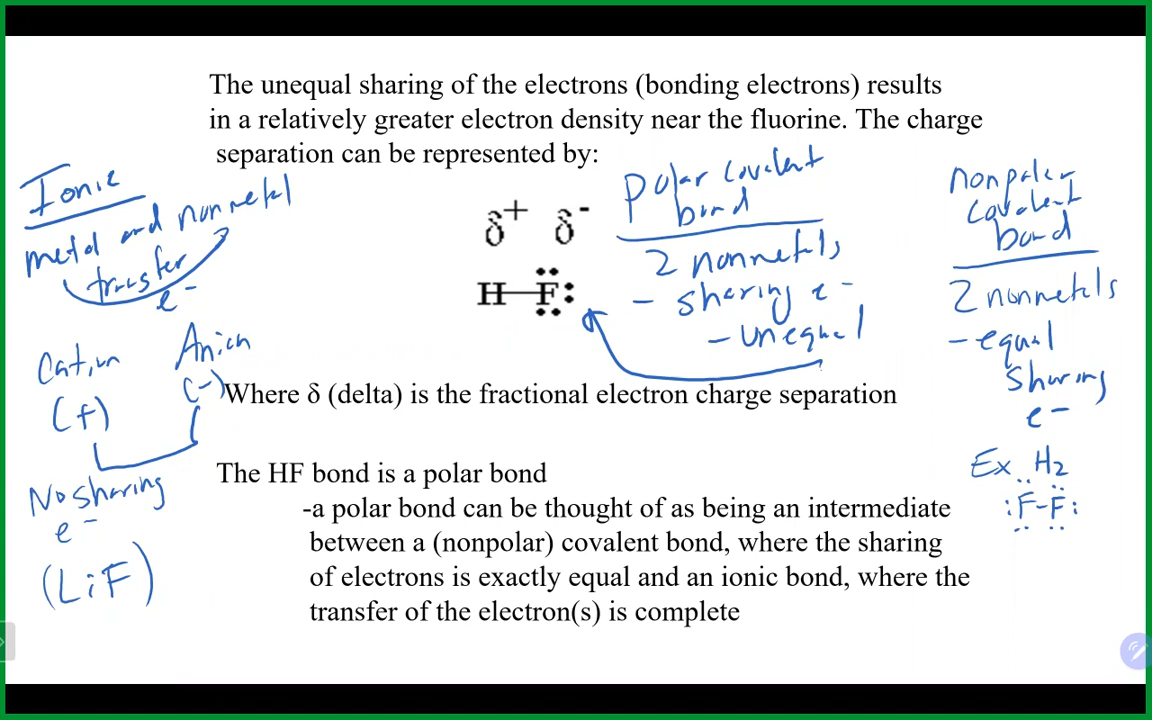 The unequal sharing of the electrons (bonding electrons) results
in a relatively greater electron density near the fluorine. The charge
separation can be represented by:
Ionic
metal and nonmetal
transfer
e-
Cation
Anion
(+)
(-)
No sharing
e-
(LiF)
δ+ δ-
H—F:
polar covalent
bond
2 nonmetals
- sharing e-
- unequal
nonpolar
covalent
bond
2 nonmetals
- equal
sharing
e-
Ex H2
:F-F:
Where δ (delta) is the fractional electron charge separation
The HF bond is a polar bond
-a polar bond can be thought of as being an intermediate
between a (nonpolar) covalent bond, where the sharing
of electrons is exactly equal and an ionic bond, where the
transfer of the electron(s) is complete